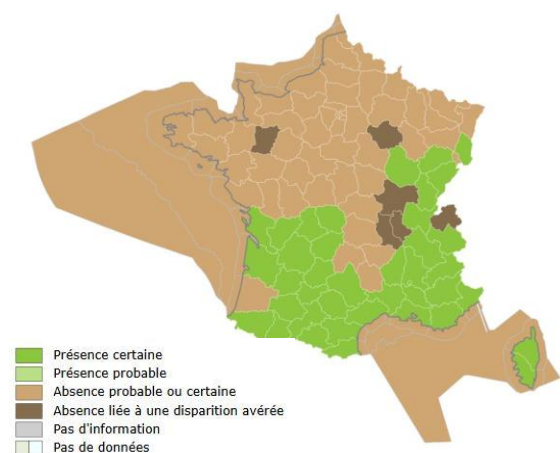 Présence certaine
Présence probable
Absence probable ou certaine
Absence liée à une disparition avérée
Pas d'information
Pas de données